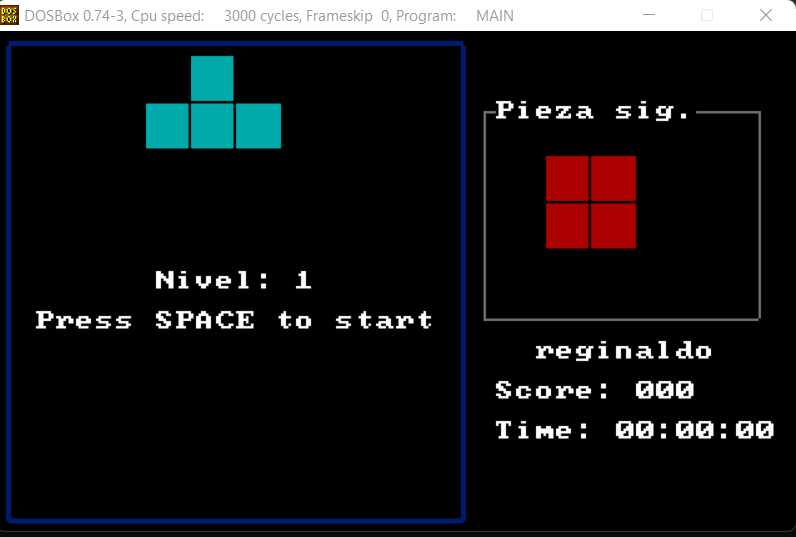 DOSBox 0.74-3, Cpu speed: 3000 cycles, Frameskip 0, Program: MAIN
Pieza sig.
Nivel: 1
Press SPACE to start
reginaldo
Score: 000
Time: 00:00:00